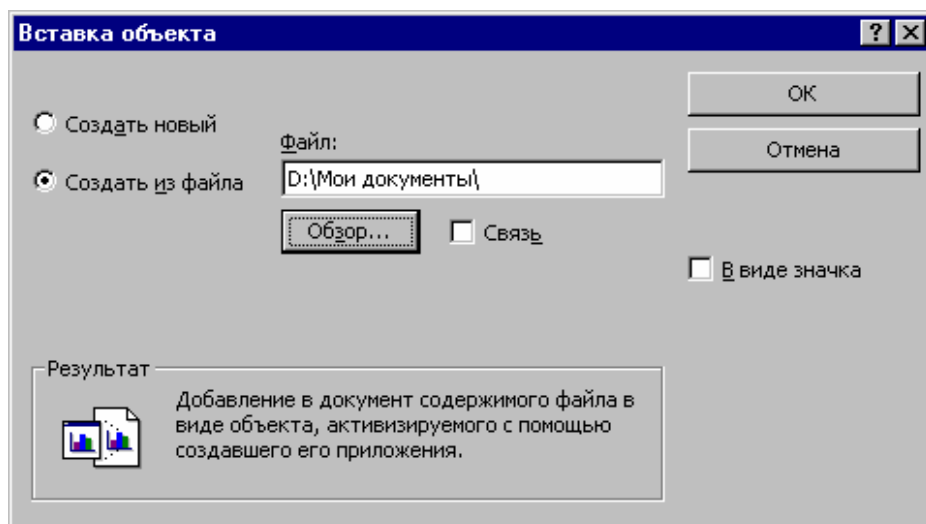 Вставка объекта
OK
Создать новый
Файл:
Отмена
Создать из файла
D:\Мои документы\
Обзор...
Связь
В виде значка
Результат
Добавление в документ содержимого файла в
виде объекта, активизируемого с помощью
создавшего его приложения.